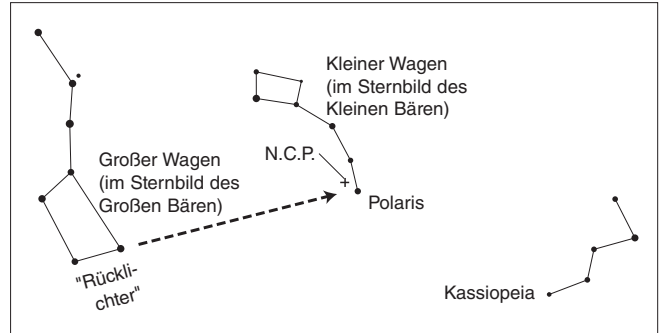 Kleiner Wagen
(im Sternbild des
Kleinen Bären)
N.C.P.
Großer Wagen
(im Sternbild des
Großen Bären)
Polaris
"Rückli-
chter"
Kassiopeia